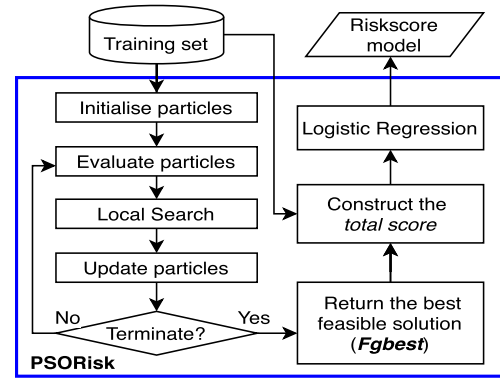 Training set
Initialise particles
Evaluate particles
Local Search
Update particles
No
Terminate?
Yes
PSORisk
Riskscore
model
Logistic Regression
Construct the
total score
Return the best
feasible solution
(Fgbest)